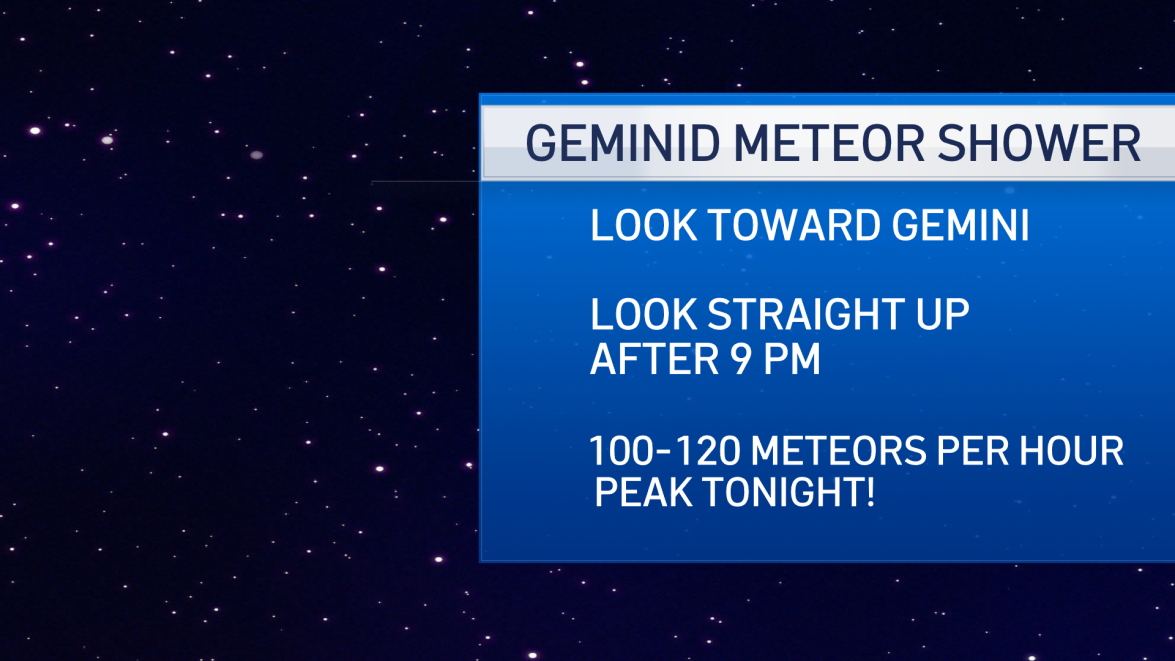 GEMINID METEOR SHOWER
LOOK TOWARD GEMINI
LOOK STRAIGHT UP
AFTER 9 PM
100-120 METEORS PER HOUR
PEAK TONIGHT!